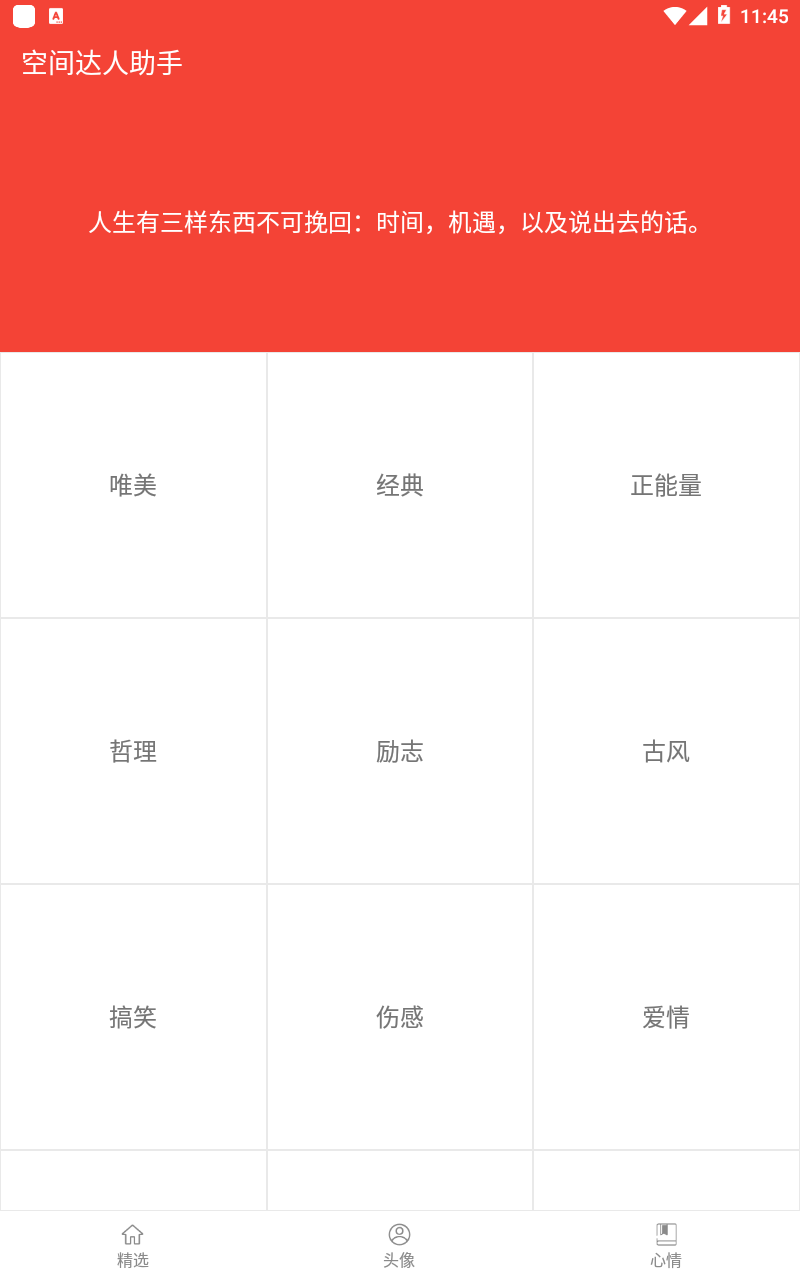 11:45
空间达人助手
人生有三样东西不可挽回：时间，机遇，以及说出去的话。
唯美
经典
正能量
哲理
励志
古风
搞笑
伤感
爱情
精选
头像
心情